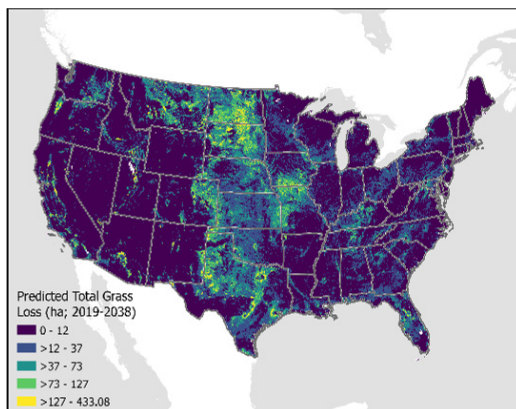 Predicted Total Grass
Loss (ha; 2019-2038)
0 - 12
>12 - 37
>37 - 73
>73 - 127
>127 - 433.08